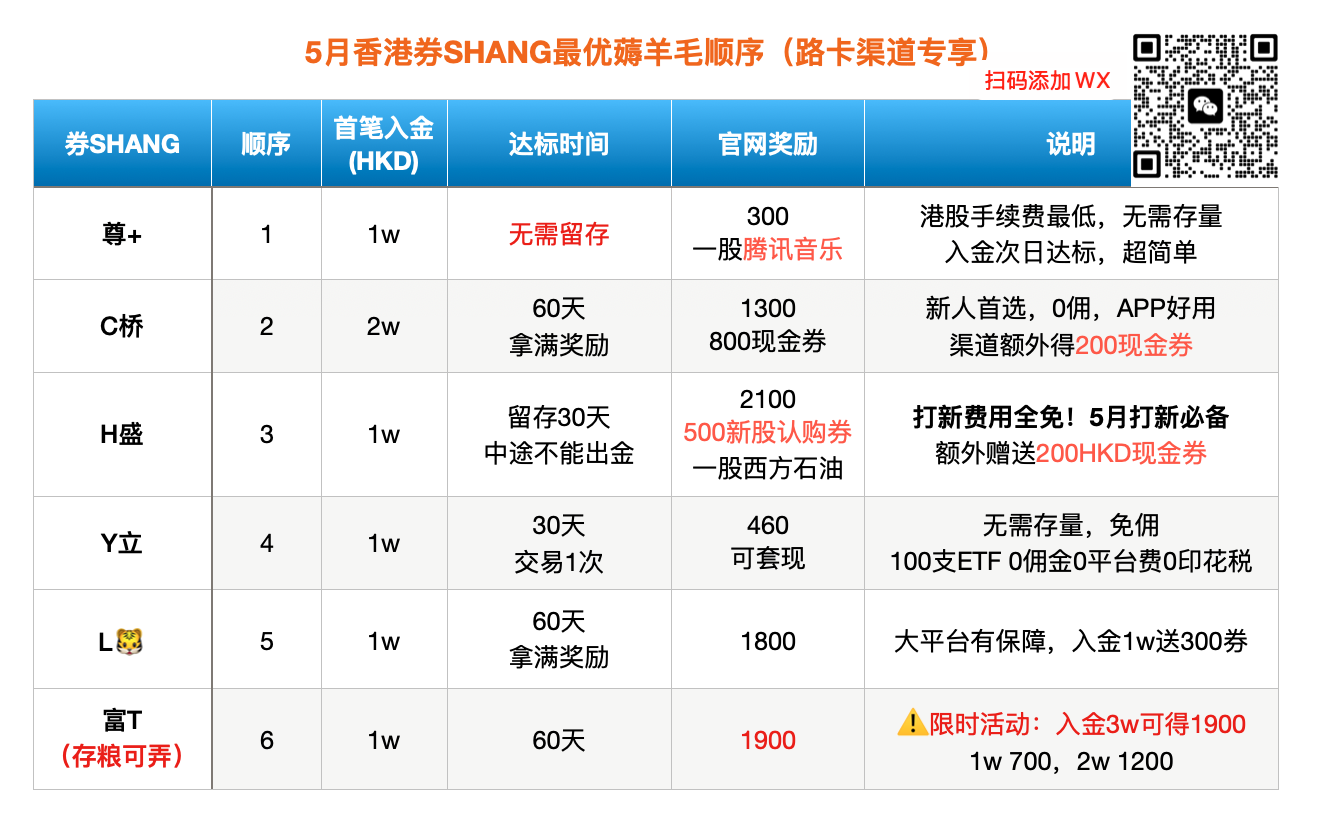 5月香港券SHANG最优薅羊毛顺序（路卡渠道专享）
扫码添加WX
券SHANG
顺序
首笔入金
(HKD)
达标时间
官网奖励
说明
尊+
1
1w
无需留存
300
一股腾讯音乐
港股手续费最低，无需存量
入金次日达标，超简单
C桥
2
2w
60天
拿满奖励
1300
800现金券
新人首选，0佣，APP好用
渠道额外得200现金券
H盛
3
1w
留存30天
中途不能出金
2100
500新股认购券
一股西方石油
打新费用全免！5月打新必备
额外赠送200HKD现金券
Y立
4
1w
30天
交易1次
460
可套现
无需存量，免佣
100支ETF 0佣金0平台费0印花税
L🐯
5
1w
60天
拿满奖励
1800
大平台有保障，入金1w送300券
富T
（存粮可弄）
6
1w
60天
1900
⚠️限时活动：入金3w可得1900
1w 700，2w 1200